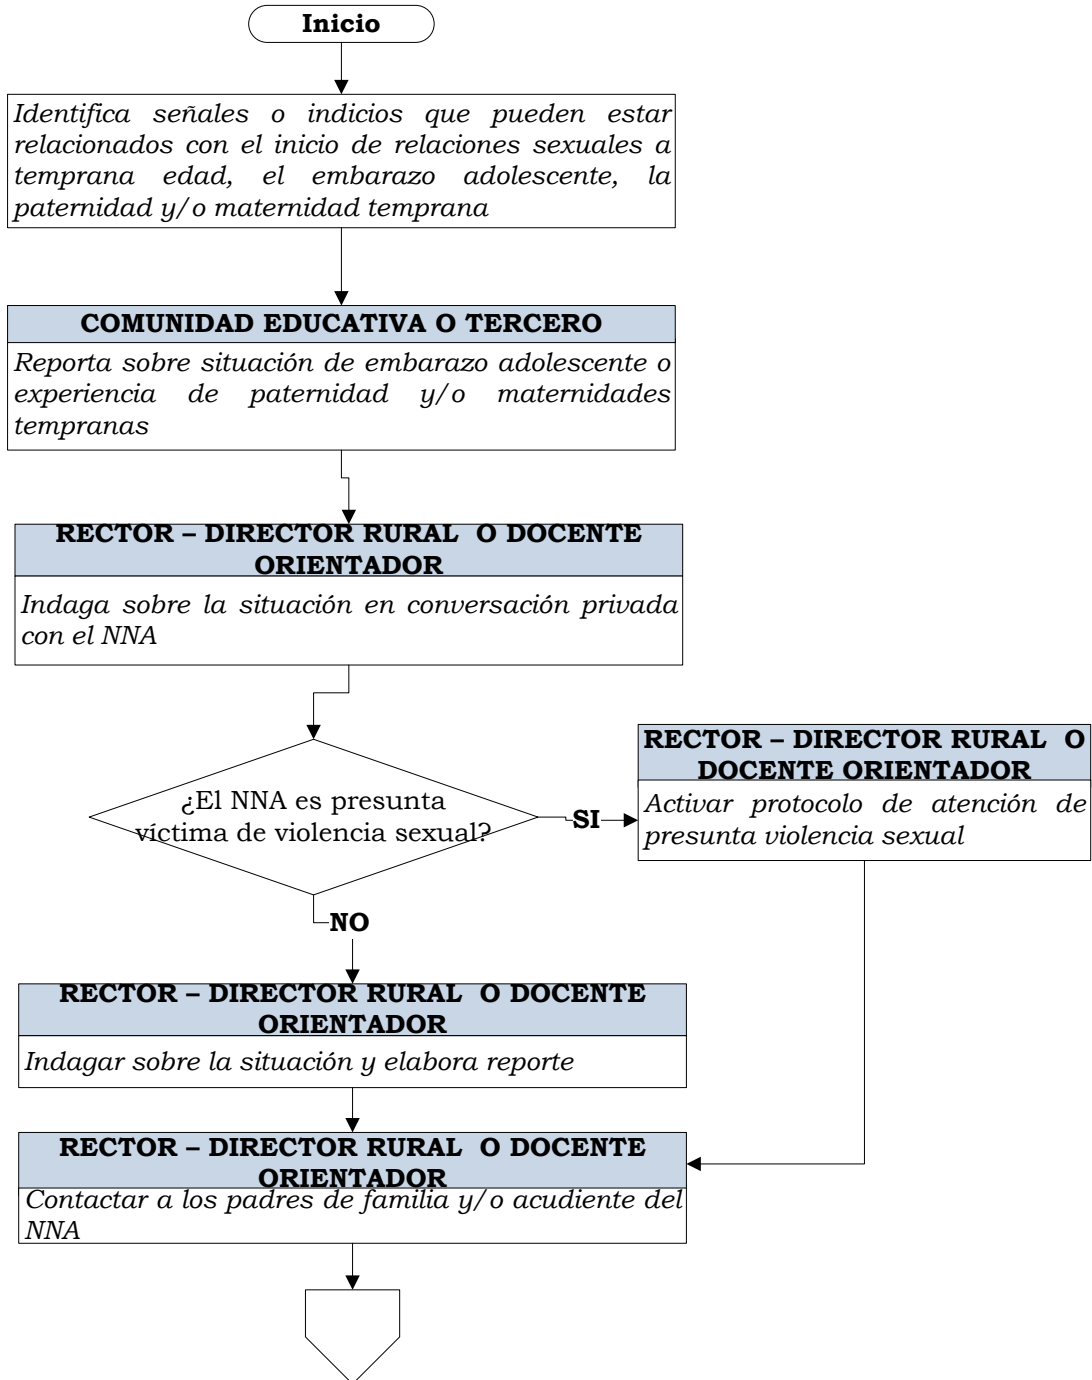 Inicio
Identifica señales o indicios que pueden estar
relacionados con el inicio de relaciones sexuales a
temprana edad, el embarazo adolescente, la
paternidad y/o maternidad temprana
COMUNIDAD EDUCATIVA O TERCERO
Reporta sobre situación de embarazo adolescente o
experiencia de paternidad y/o maternidades
tempranas
RECTOR – DIRECTOR RURAL O DOCENTE
ORIENTADOR
Indaga sobre la situación en conversación privada
con el NNA
¿El NNA es presunta
víctima de violencia sexual?
SI
RECTOR – DIRECTOR RURAL O
DOCENTE ORIENTADOR
Activar protocolo de atención de
presunta violencia sexual
NO
RECTOR – DIRECTOR RURAL O DOCENTE
ORIENTADOR
Indagar sobre la situación y elabora reporte
RECTOR – DIRECTOR RURAL O DOCENTE
ORIENTADOR
Contactar a los padres de familia y/o acudiente del
NNA